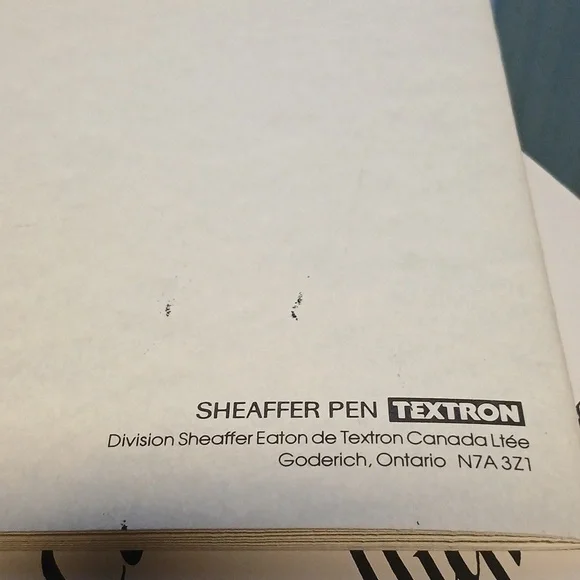 SHEAFFER PEN TEXTRON
Division Sheaffer Eaton de Textron Canada Ltée
Goderich, Ontario N7A 3Z1